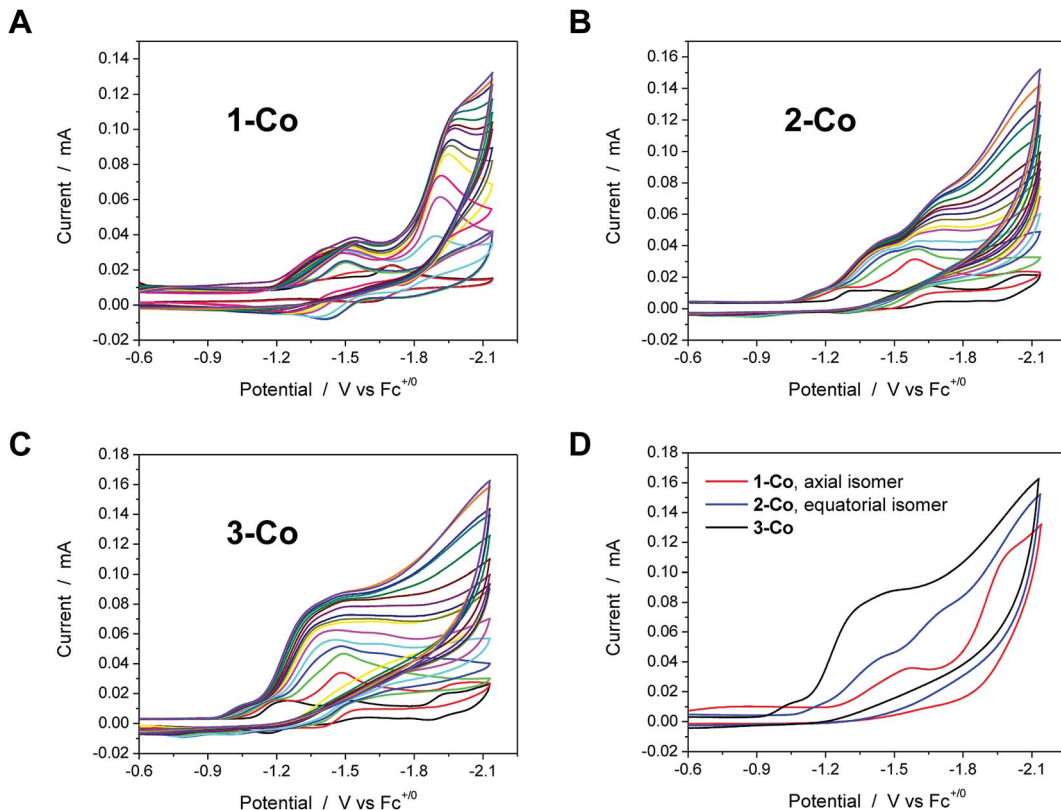 A
1-Co
Current / mA
0.14
0.12
0.10
0.08
0.06
0.04
0.02
0.00
-0.02
-0.6 -0.9 -1.2 -1.5 -1.8 -2.1
Potential / V vs Fc+/0
B
2-Co
Current / mA
0.16
0.14
0.12
0.10
0.08
0.06
0.04
0.02
0.00
-0.02
-0.6 -0.9 -1.2 -1.5 -1.8 -2.1
Potential / V vs Fc+/0
C
3-Co
Current / mA
0.18
0.16
0.14
0.12
0.10
0.08
0.06
0.04
0.02
0.00
-0.02
-0.6 -0.9 -1.2 -1.5 -1.8 -2.1
Potential / V vs Fc+/0
D
1-Co, axial isomer
2-Co, equatorial isomer
3-Co
Current / mA
0.18
0.16
0.14
0.12
0.10
0.08
0.06
0.04
0.02
0.00
-0.02
-0.6 -0.9 -1.2 -1.5 -1.8 -2.1
Potential / V vs Fc+/0